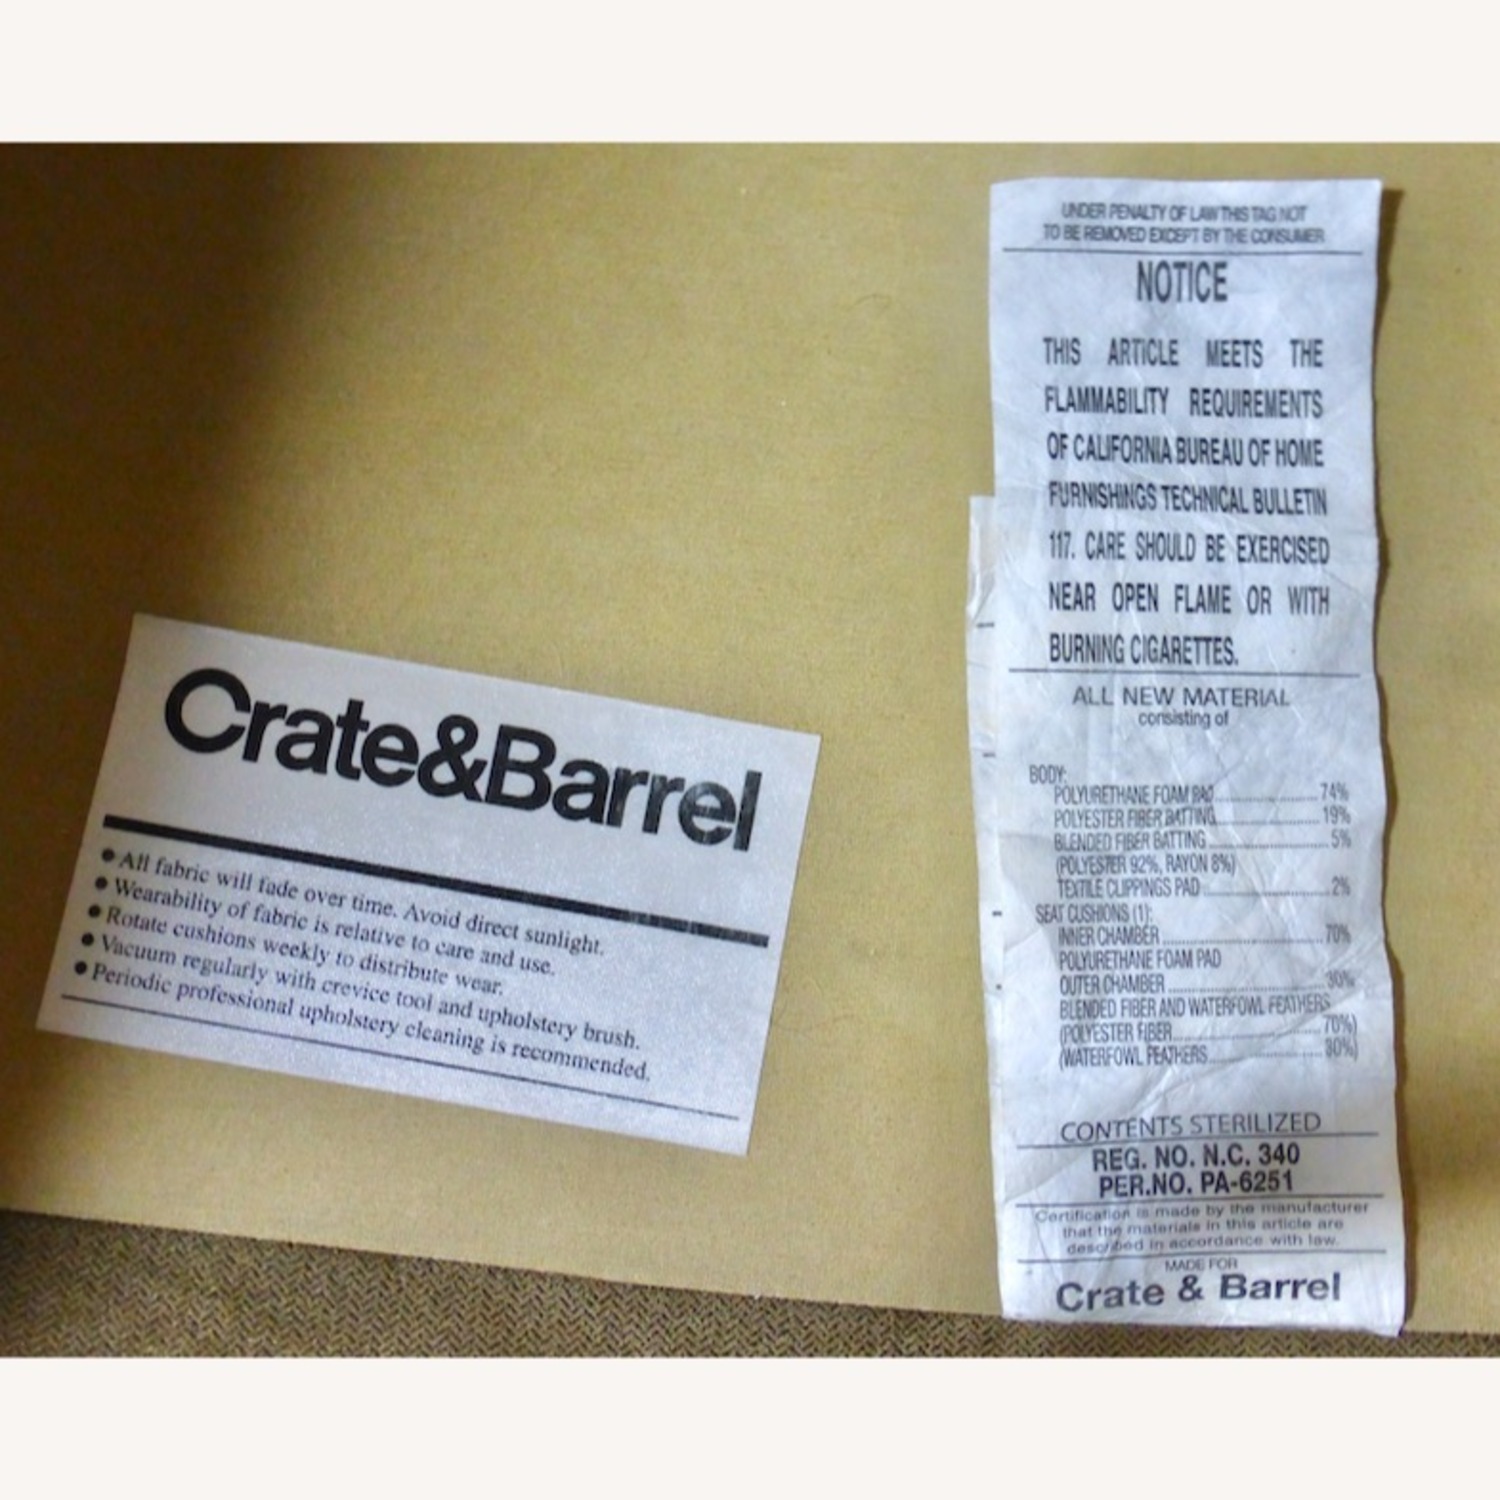 Crate&Barrel
● All fabric will fade over time. Avoid direct sunlight.
● Wearability of fabric is relative to care and use.
● Rotate cushions weekly to distribute wear.
● Vacuum regularly with crevice tool and upholstery brush.
● Periodic professional upholstery cleaning is recommended.
UNDER PENALTY OF LAW THIS TAG NOT
TO BE REMOVED EXCEPT BY THE CONSUMER
NOTICE
THIS ARTICLE MEETS THE
FLAMMABILITY REQUIREMENTS
OF CALIFORNIA BUREAU OF HOME
FURNISHINGS TECHNICAL BULLETIN
117. CARE SHOULD BE EXERCISED
NEAR OPEN FLAME OR WITH
BURNING CIGARETTES.
ALL NEW MATERIAL
consisting of
BODY:
POLYURETHANE FOAM PAD.....................74%
POLYESTER FIBER BATTING.....................19%
BLENDED FIBER BATTING.....................5%
(POLYESTER 92%, RAYON 8%)
TEXTILE CLIPPINGS PAD.....................2%
SEAT CUSHIONS (1):
INNER CHAMBER.....................70%
POLYURETHANE FOAM PAD
OUTER CHAMBER.....................30%
BLENDED FIBER AND WATERFOWL FEATHERS
(POLYESTER FIBER.....................70%)
(WATERFOWL FEATHERS.....................30%)
CONTENTS STERILIZED
REG. NO. N.C. 340
PER.NO. PA-6251
Certification is made by the manufacturer
that the materials in this article are
described in accordance with law.
MADE FOR
Crate & Barrel